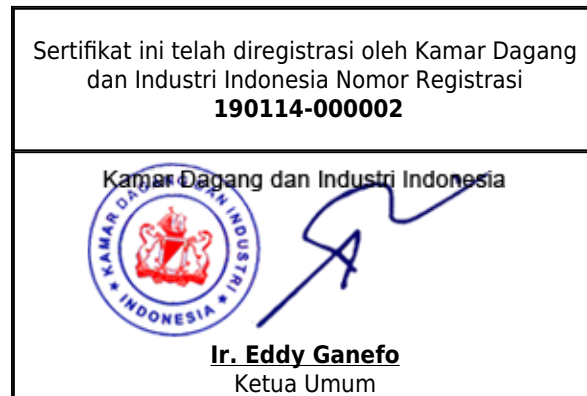 Sertifikat ini telah diregistrasi oleh Kamar Dagang
dan Industri Indonesia Nomor Registrasi
190114-000002
Kamar Dagang dan Industri Indonesia
KAMAR DAGANG DAN INDUSTRI
★ INDONESIA ★
Ir. Eddy Ganefo
Ketua Umum